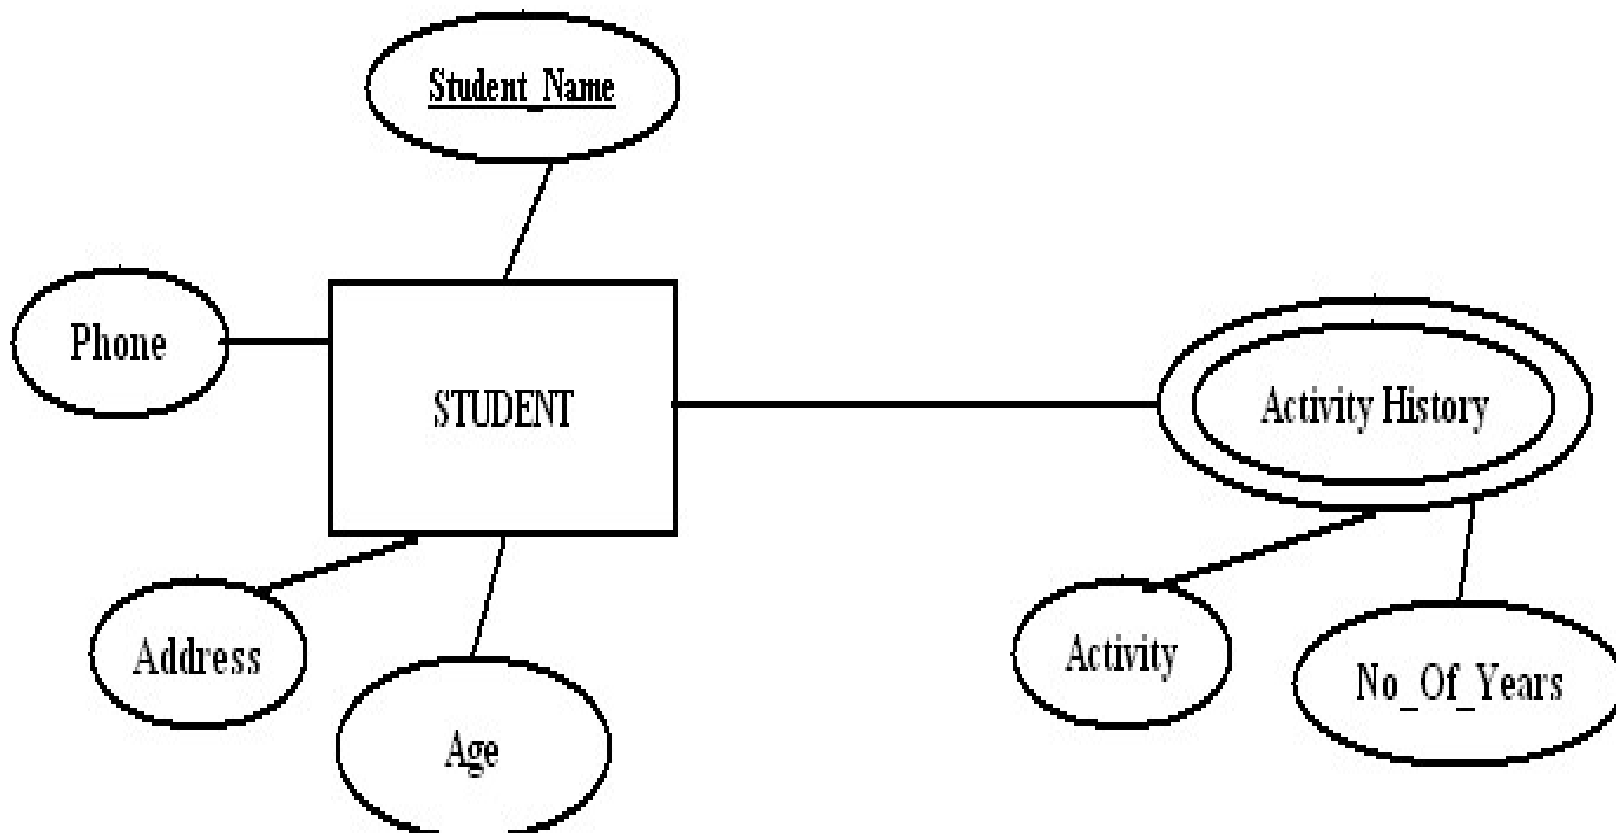 Student_Name
Phone
STUDENT
Activity History
Address
Activity
No_Of_Years
Age